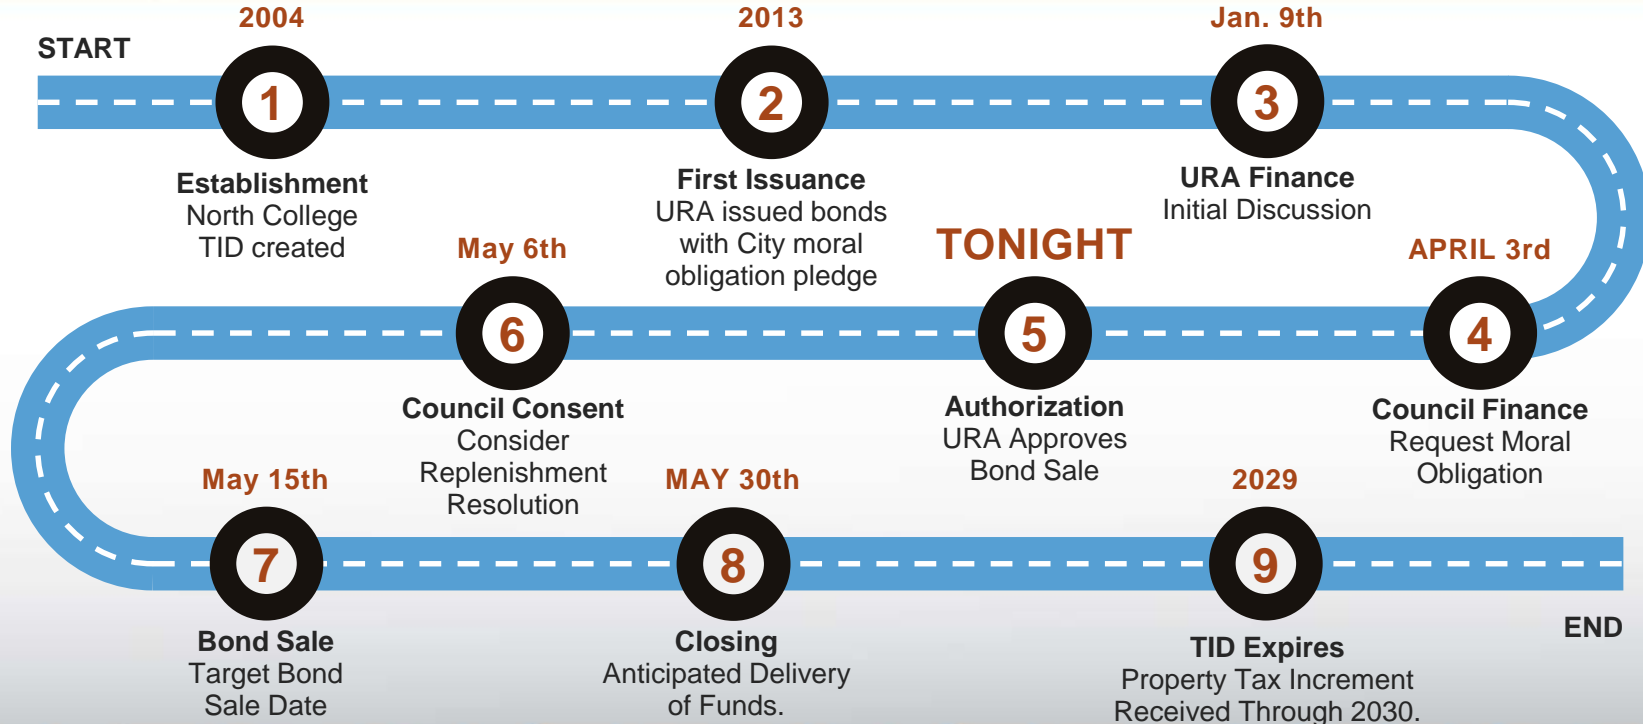 START
2004
1
Establishment
North College
TID created
2013
2
First Issuance
URA issued bonds
with City moral
obligation pledge
Jan. 9th
3
URA Finance
Initial Discussion
APRIL 3rd
4
Council Finance
Request Moral
Obligation
TONIGHT
5
Authorization
URA Approves
Bond Sale
May 6th
6
Council Consent
Consider
Replenishment
Resolution
May 15th
7
Bond Sale
Target Bond
Sale Date
MAY 30th
8
Closing
Anticipated Delivery
of Funds.
2029
9
TID Expires
Property Tax Increment
Received Through 2030.
END